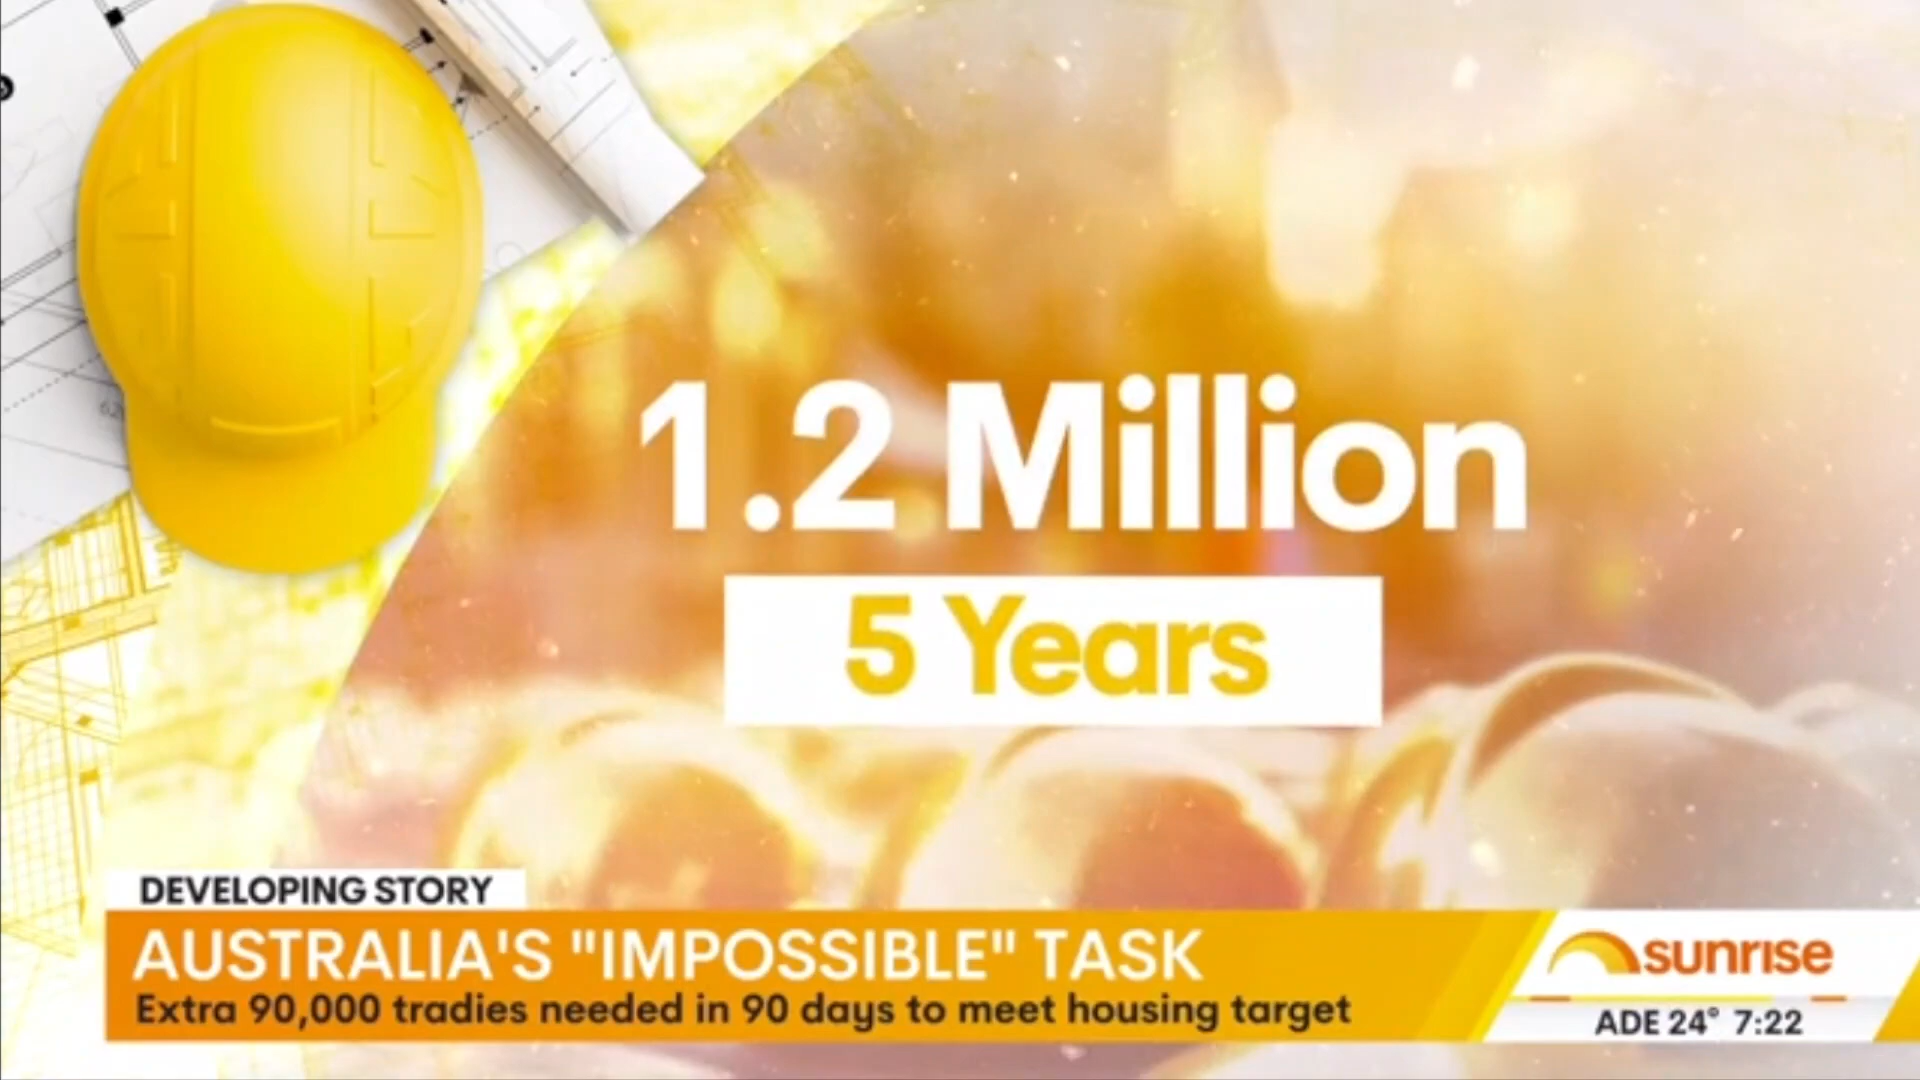 1.2 Million
5 Years
DEVELOPING STORY
AUSTRALIA'S "IMPOSSIBLE" TASK
Extra 90,000 tradies needed in 90 days to meet housing target
sunrise
ADE 24° 7:22